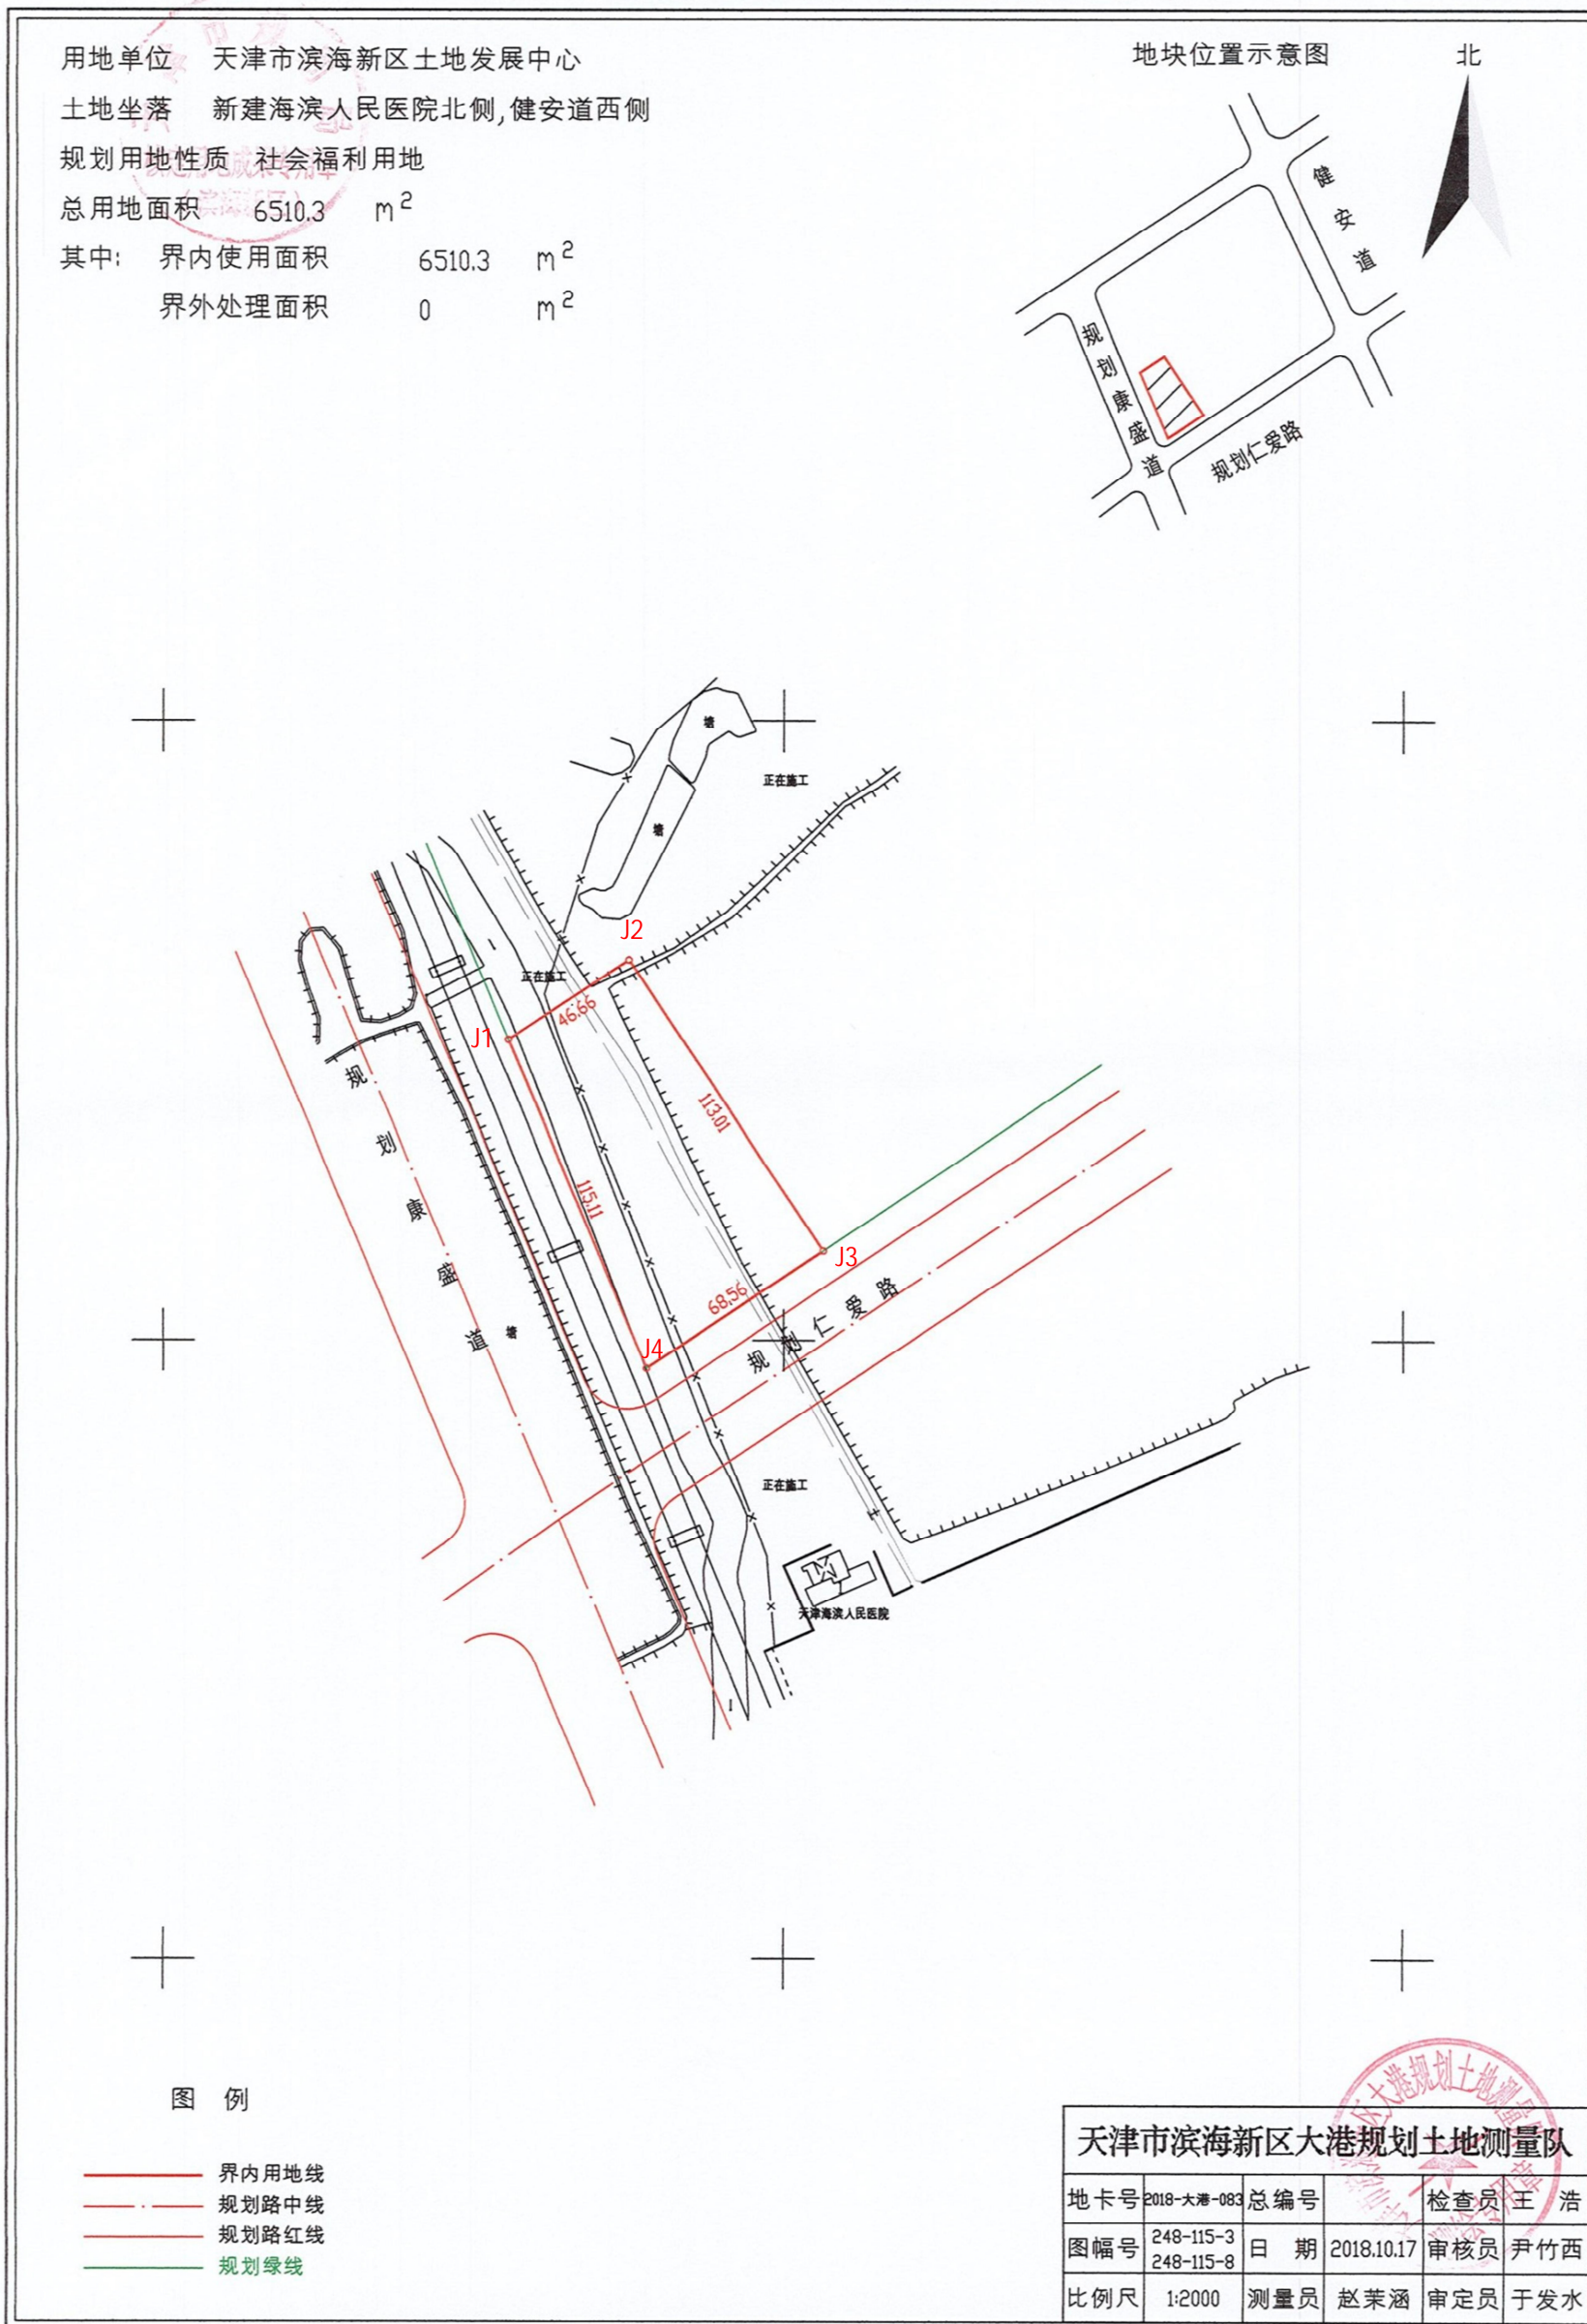 用地单位 天津市滨海新区土地发展中心
土地坐落 新建海滨人民医院北侧,健安道西侧
规划用地性质 社会福利用地
总用地面积 6510.3 m²
其中: 界内使用面积 6510.3 m²
界外处理面积 0 m²
地块位置示意图
北
健安道
规划康盛道
规划仁爱路
塘
正在施工
塘
J2
正在施工
46.66
J1
规划康盛道
113.01
115.11
J3
68.56
规划仁爱路
塘
J4
正在施工
天津海滨人民医院
图 例
界内用地线
规划路中线
规划路红线
规划绿线
天津市滨海新区大港规划土地测量队
地卡号 2018-大港-083 总编号 检查员 王 浩
图幅号 248-115-3 248-115-8 日 期 2018.10.17 审核员 尹竹西
比例尺 1:2000 测量员 赵茉涵 审定员 于发水